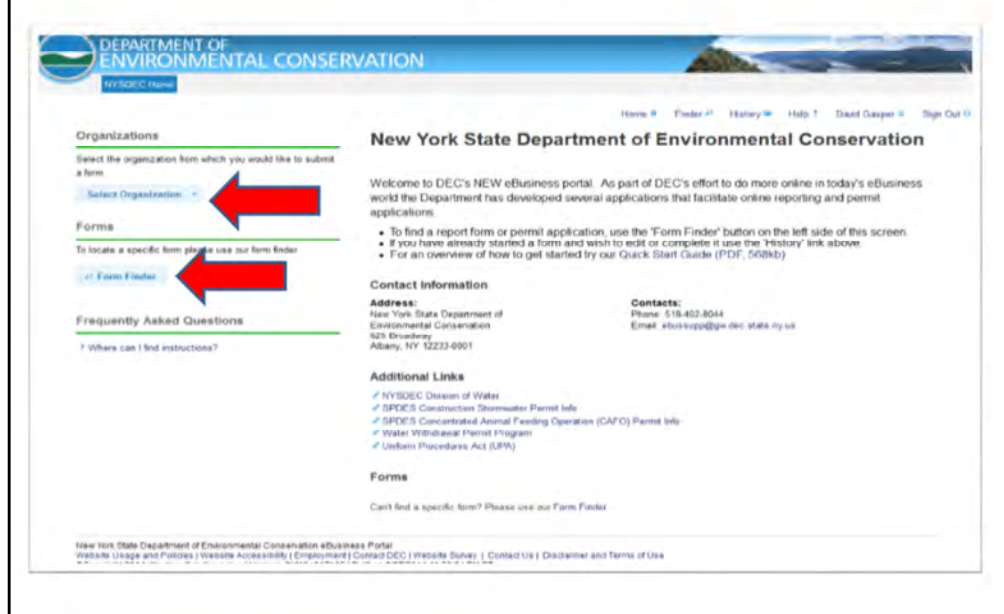 DEPARTMENT OF
ENVIRONMENTAL CONSERVATION
NYSDEC Home
Home
Finder
History
Help ?
David Gasper
Sign Out
Organizations
Select the organization from which you would like to submit
a form
Select Organization
Forms
To locate a specific form please use our form finder
Form Finder
Frequently Asked Questions
? Where can I find instructions?
New York State Department of Environmental Conservation
Welcome to DEC's NEW eBusiness portal. As part of DEC's effort to do more online in today's eBusiness
world the Department has developed several applications that facilitate online reporting and permit
applications.
• To find a report form or permit application, use the 'Form Finder' button on the left side of this screen.
• If you have already started a form and wish to edit or complete it use the 'History' link above.
• For an overview of how to get started try our Quick Start Guide (PDF, 568kb)
Contact Information
Address:
New York State Department of
Environmental Conservation
625 Broadway
Albany, NY 12233-0001
Contacts:
Phone: 518-402-8044
Email: ebussupp@gw.dec.state.ny.us
Additional Links
NYSDEC Division of Water
SPDES Construction Stormwater Permit Info
SPDES Concentrated Animal Feeding Operation (CAFO) Permit Info
Water Withdrawal Permit Program
Uniform Procedures Act (UPA)
Forms
Can't find a specific form? Please use our Form Finder
New York State Department of Environmental Conservation eBusiness Portal
Website Usage and Policies | Website Accessibility | Employment | Contact DEC | Website Survey | Contact Us | Disclaimer and Terms of Use